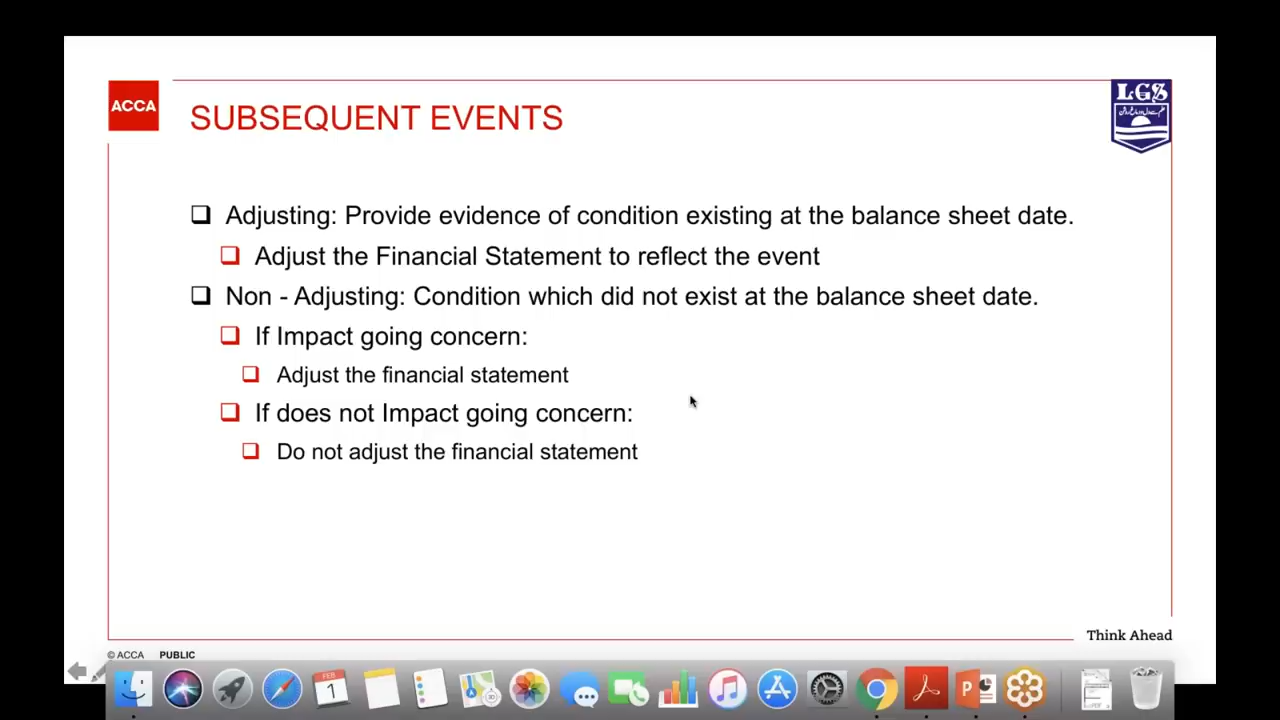 ACCA
LGS
SUBSEQUENT EVENTS
Adjusting: Provide evidence of condition existing at the balance sheet date.
Adjust the Financial Statement to reflect the event
Non - Adjusting: Condition which did not exist at the balance sheet date.
If Impact going concern:
Adjust the financial statement
If does not Impact going concern:
Do not adjust the financial statement
Think Ahead
© ACCA PUBLIC
FEB
1